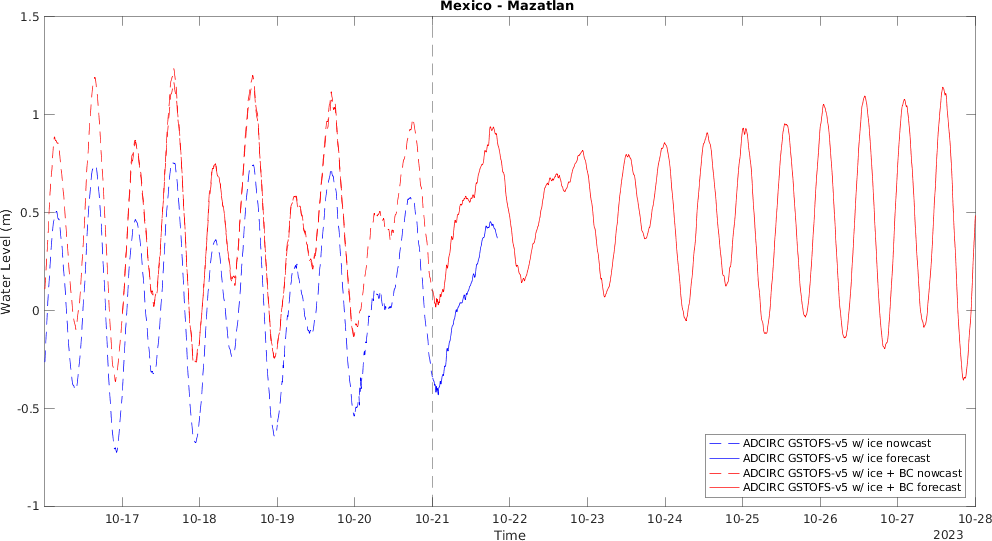 Mexico - Mazatlan
1.5
1
0.5
0
-0.5
-1
Water Level (m)
10-17
10-18
10-19
10-20
10-21
10-22
10-23
10-24
10-25
10-26
10-27
10-28
Time
2023
ADCIRC GSTOFS-v5 w/ ice nowcast
ADCIRC GSTOFS-v5 w/ ice forecast
ADCIRC GSTOFS-v5 w/ ice + BC nowcast
ADCIRC GSTOFS-v5 w/ ice + BC forecast